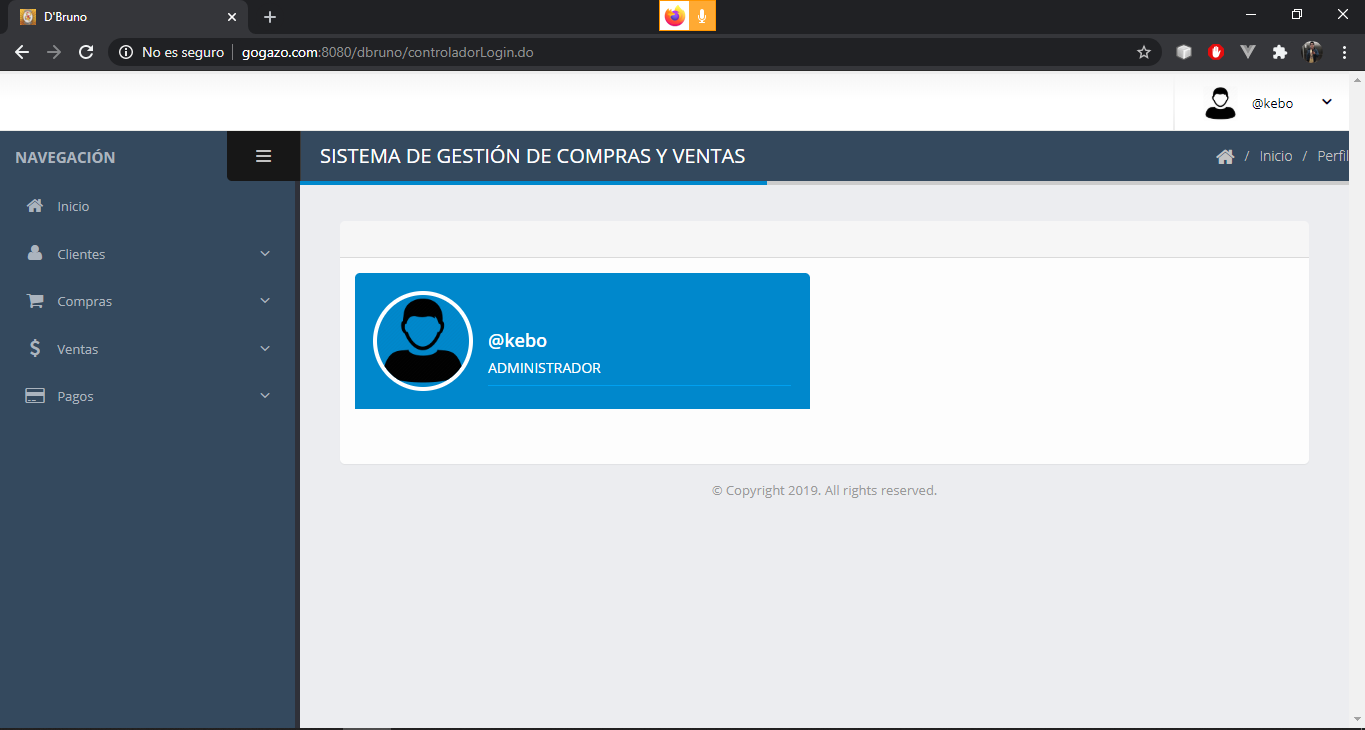 D'Bruno
No es seguro gogazo.com:8080/dbruno/controladorLogin.do
@kebo
NAVEGACIÓN
SISTEMA DE GESTIÓN DE COMPRAS Y VENTAS
/ Inicio / Perfil
Inicio
Clientes
Compras
Ventas
Pagos
@kebo
ADMINISTRADOR
© Copyright 2019. All rights reserved.